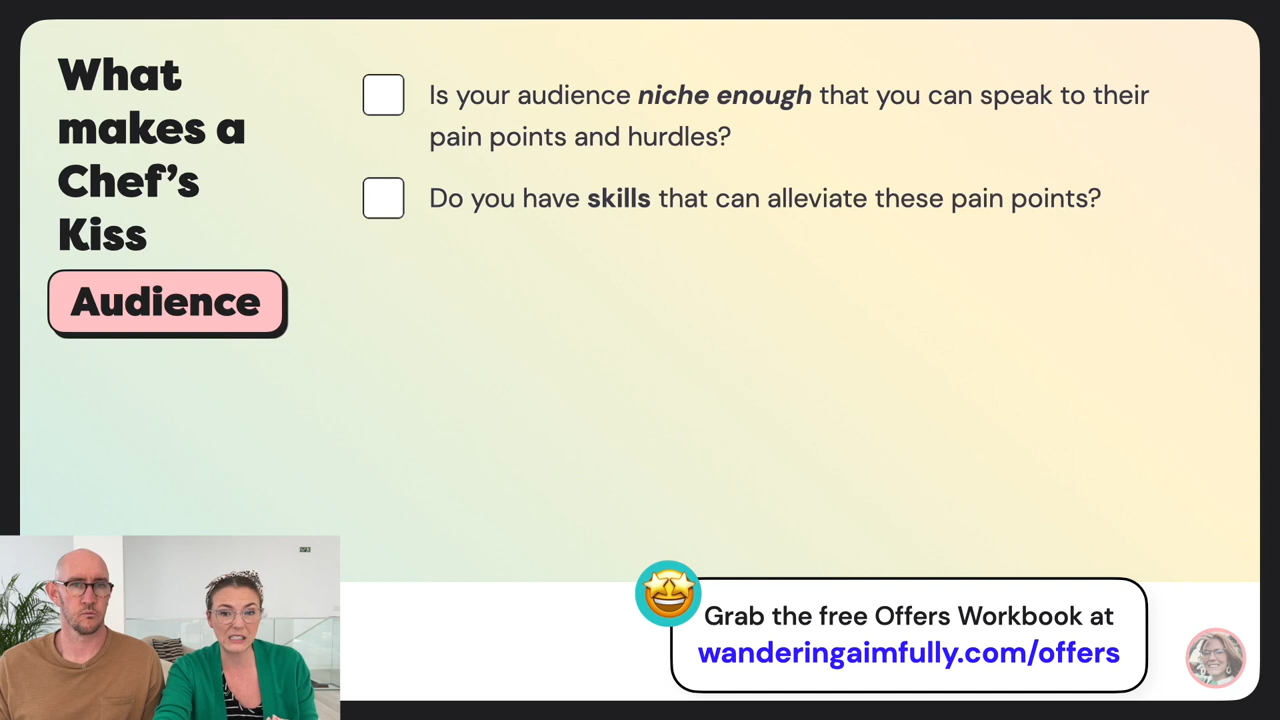 What
makes a
Chef's
Kiss
Audience
Is your audience niche enough that you can speak to their
pain points and hurdles?
Do you have skills that can alleviate these pain points?
Grab the free Offers Workbook at
wanderingaimfully.com/offers